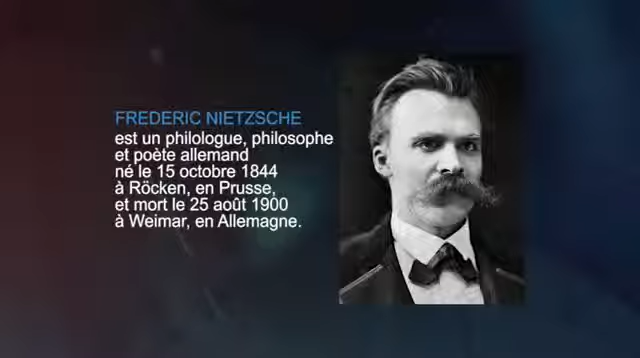 FREDERIC NIETZSCHE
est un philologue, philosophe
et poète allemand
né le 15 octobre 1844
à Röcken, en Prusse,
et mort le 25 août 1900
à Weimar, en Allemagne.